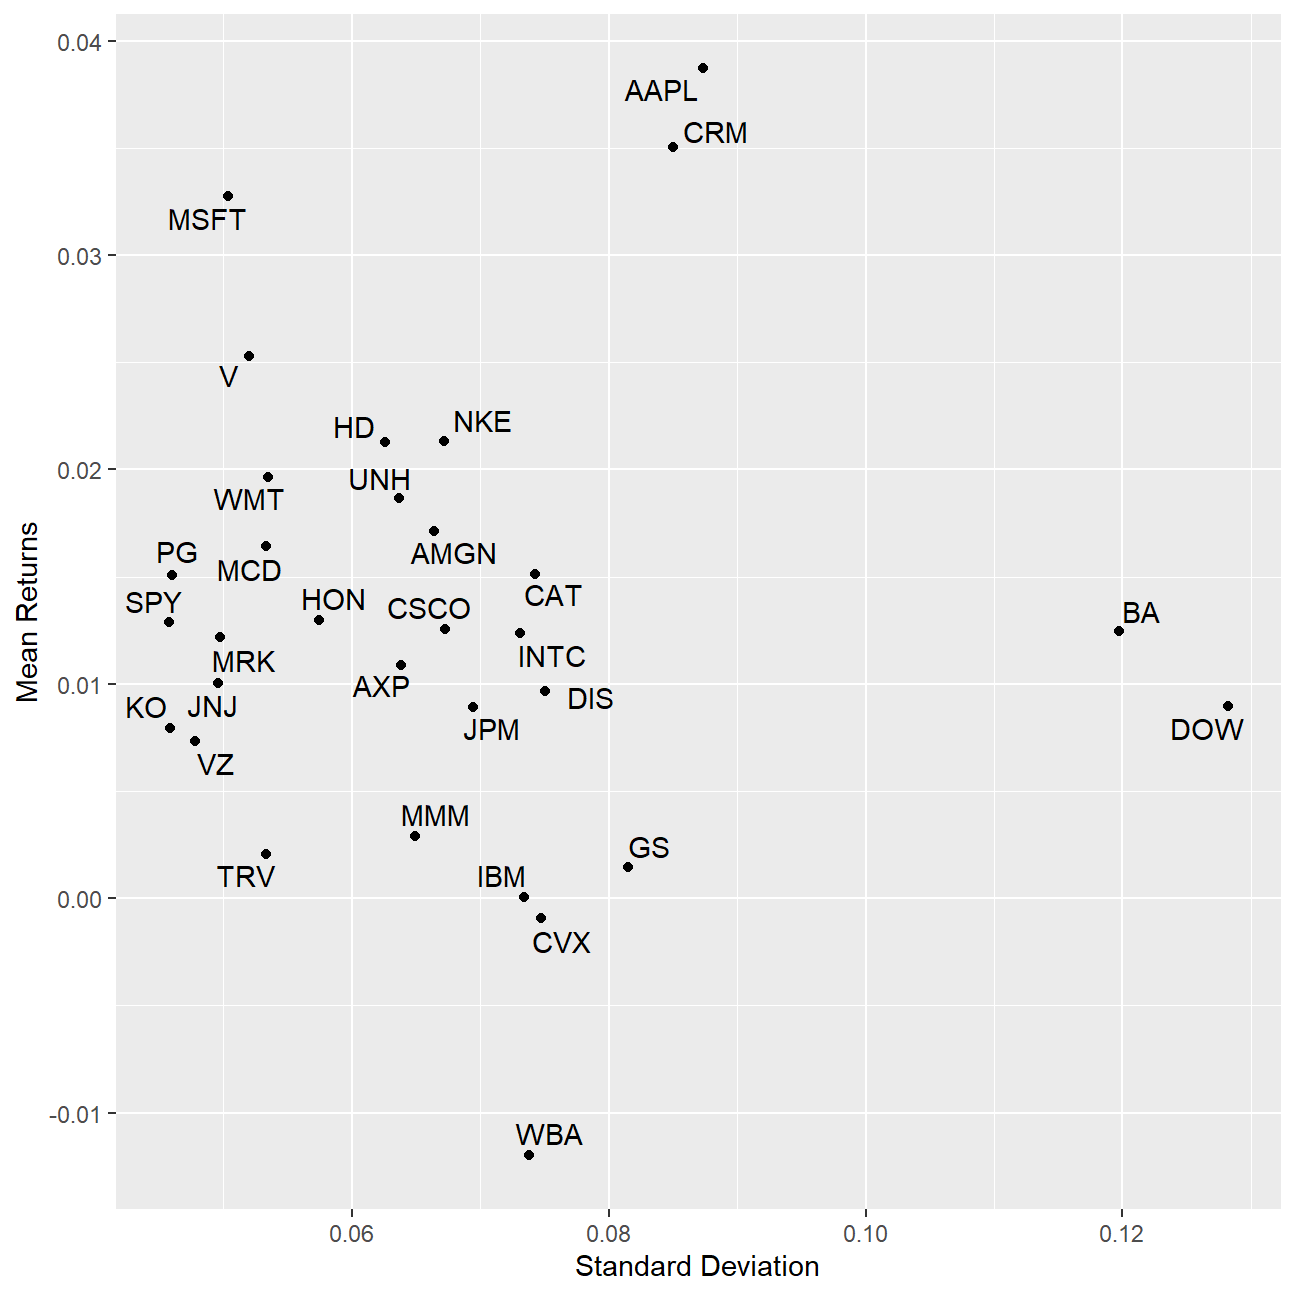 0.04
AAPL
CRM
MSFT
0.03
V
HD
NKE
0.02
UNH
WMT
PG
AMGN
MCD
CAT
SPY
HON
CSCO
BA
MRK
INTC
0.01
AXP
DIS
KO
JNJ
JPM
DOW
VZ
MMM
GS
TRV
IBM
0.00
CVX
-0.01
WBA
0.06
0.08
0.10
0.12
Standard Deviation
Mean Returns